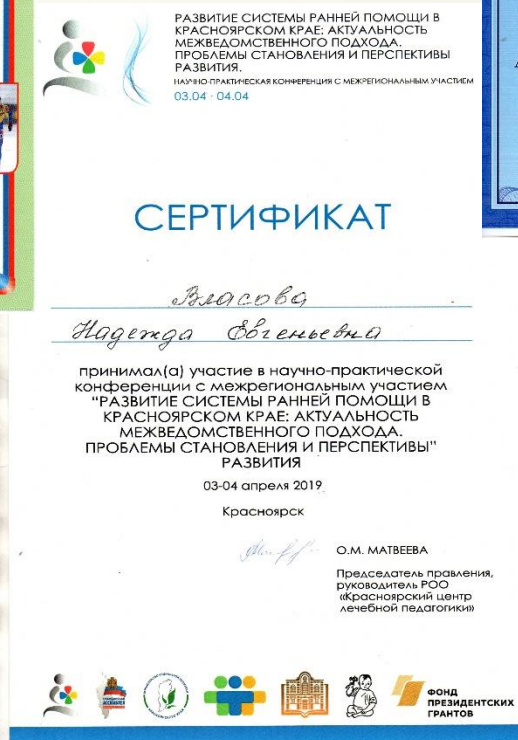 РАЗВИТИЕ СИСТЕМЫ РАННЕЙ ПОМОЩИ В
КРАСНОЯРСКОМ КРАЕ: АКТУАЛЬНОСТЬ
МЕЖВЕДОМСТВЕННОГО ПОДХОДА.
ПРОБЛЕМЫ СТАНОВЛЕНИЯ И ПЕРСПЕКТИВЫ
РАЗВИТИЯ.
НАУЧНО-ПРАКТИЧЕСКАЯ КОНФЕРЕНЦИЯ С МЕЖРЕГИОНАЛЬНЫМ УЧАСТИЕМ
03.04 - 04.04
СЕРТИФИКАТ
Власова
Надежда Евгеньевна
принимал(а) участие в научно-практической
конференции с межрегиональным участием
“РАЗВИТИЕ СИСТЕМЫ РАННЕЙ ПОМОЩИ В
КРАСНОЯРСКОМ КРАЕ: АКТУАЛЬНОСТЬ
МЕЖВЕДОМСТВЕННОГО ПОДХОДА.
ПРОБЛЕМЫ СТАНОВЛЕНИЯ И ПЕРСПЕКТИВЫ”
РАЗВИТИЯ
03-04 апреля 2019
Красноярск
О.М. МАТВЕЕВА
Председатель правления,
руководитель РОО
«Красноярский центр
лечебной педагогики»
ФОНД
ПРЕЗИДЕНТСКИХ
ГРАНТОВ